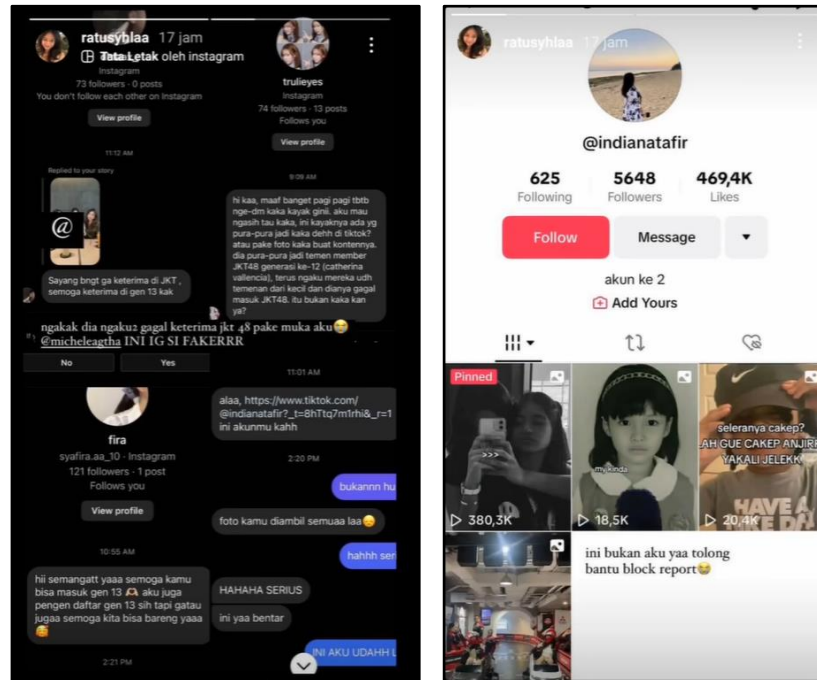 ratusyhlaa 17 jam
Tata Letak oleh instagram
Instagram
73 followers · 0 posts
You don't follow each other on Instagram
View profile
11:12 AM
Replied to your story
@
Sayang bngt ga keterima di JKT ,
semoga keterima di gen 13 kak
trulieyes
Instagram
74 followers · 13 posts
Follows you
View profile
9:09 AM
hi kaa, maaf banget pagi pagi tbtb
nge-dm kaka kayak ginii. aku mau
ngasih tau kaka, ini kayaknya ada yg
pura-pura jadi kaka dehh di tiktok?
atau pake foto kaka buat kontennya.
dia pura-pura jadi temen member
JKT48 generasi ke-12 (catherina
vallencia), terus ngaku mereka udh
temenan dari kecil dan dianya gagal
masuk JKT48. itu bukan kaka kan
ya?
ngakak dia ngaku2 gagal keterima jkt 48 pake muka aku😭
@micheleagtha INI IG SI FAKERRR
No
Yes
fira
syafira.aa_10 · Instagram
121 followers · 1 post
Follows you
View profile
10:55 AM
hii semangatt yaaa semoga kamu
bisa masuk gen 13 🫶 aku juga
pengen daftar gen 13 sih tapi gatau
jugaa semoga kita bisa bareng yaaa
🥰
2:21 PM
11:01 AM
alaa, https://www.tiktok.com/
@indianatafir?_t=8hTtq7m1rhi&_r=1
ini akunmu kahh
2:20 PM
bukannn hu
foto kamu diambil semuaa laa😞
hahhh ser
HAHAHA SERIUS
ini yaa bentar
INI AKU UDAHH L
ratusyhlaa 17 jam
@indianatafir
625 5648 469,4K
Following Followers Likes
Follow Message
akun ke 2
Add Yours
Pinned
>>>
380,3K
my kinda
18,5K
seleranya cakep?
LAH GUE CAKEP ANJIRR
YAKALI JELEKK
HAVE A
20,4K
ini bukan aku yaa tolong
bantu block report😭